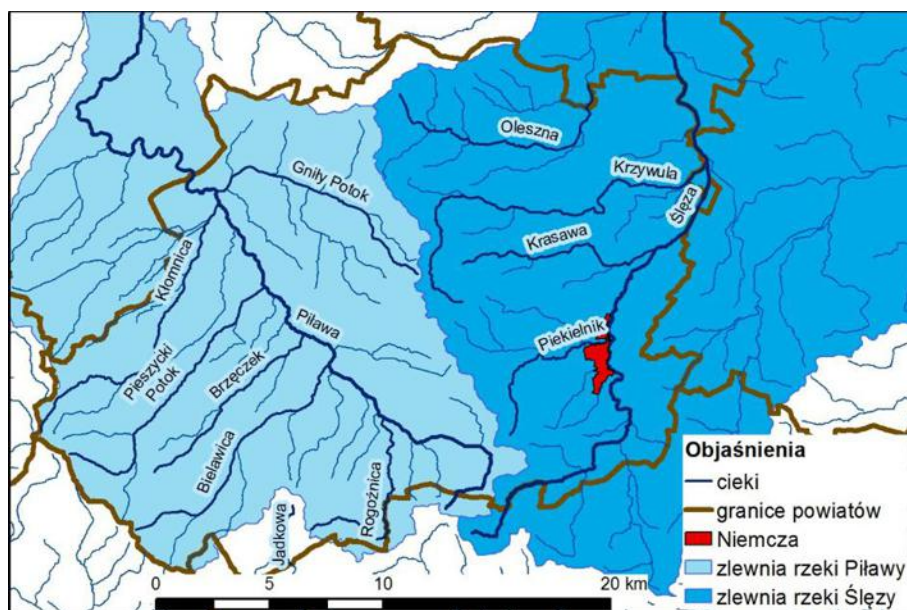 Oleszna
Krzywula
Gniły Potok
Ślęza
Krasawa
Kłomnica
Piława
Piekielnik
Pieszycki
Potok
Brzęczek
Bielawica
Rogoźnica
Jadkowa
Objaśnienia
cieki
granice powiatów
Niemcza
zlewnia rzeki Piławy
zlewnia rzeki Ślęzy
0 5 10 20 km